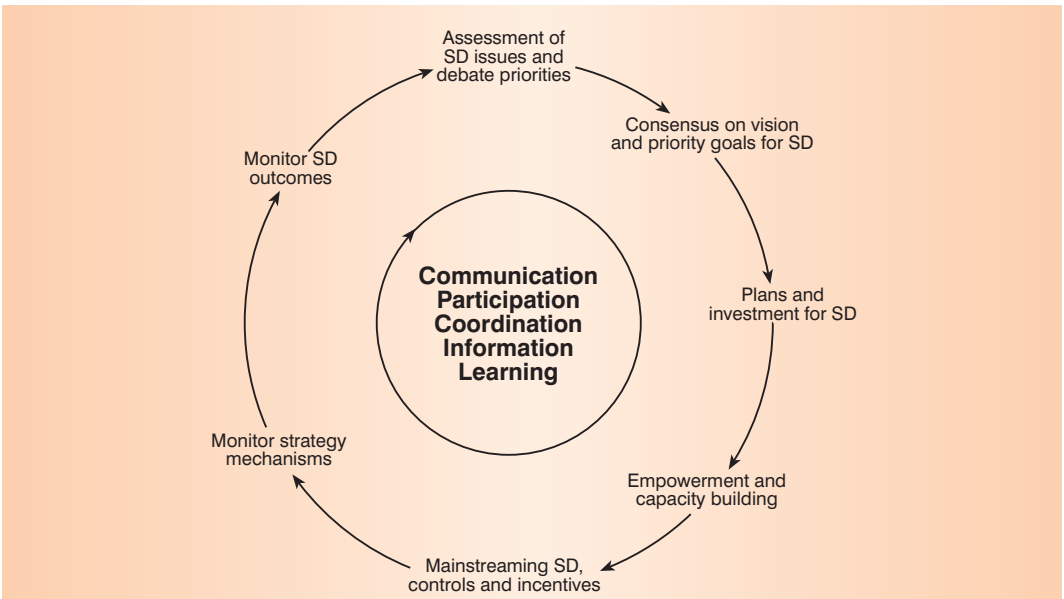 Assessment of
SD issues and
debate priorities
Consensus on vision
and priority goals for SD
Plans and
investment for SD
Empowerment and
capacity building
Mainstreaming SD,
controls and incentives
Monitor strategy
mechanisms
Monitor SD
outcomes
Communication
Participation
Coordination
Information
Learning